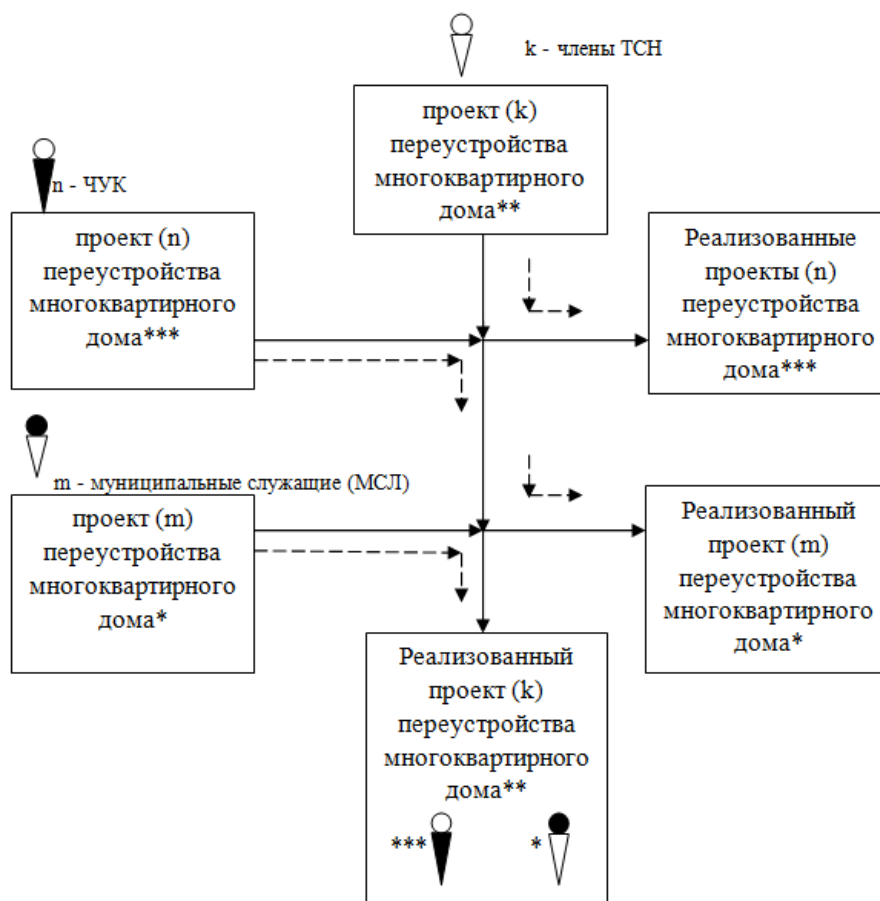 k - члены ТСН
проект (k)
переустройства
многоквартирного
дома**
n - ЧУК
проект (n)
переустройства
многоквартирного
дома***
Реализованные
проекты (n)
переустройства
многоквартирного
дома***
m - муниципальные служащие (МСЛ)
проект (m)
переустройства
многоквартирного
дома*
Реализованный
проект (m)
переустройства
многоквартирного
дома*
Реализованный
проект (k)
переустройства
многоквартирного
дома**
*** *